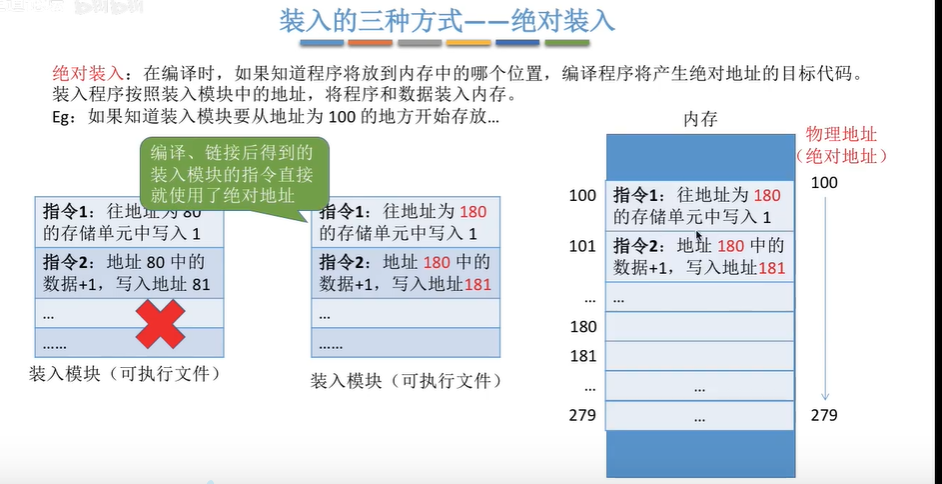 装入的三种方式——绝对装入
绝对装入：在编译时，如果知道程序将放到内存中的哪个位置，编译程序将产生绝对地址的目标代码。
装入程序按照装入模块中的地址，将程序和数据装入内存。
Eg：如果知道装入模块要从地址为 100 的地方开始存放...
编译、链接后得到的
装入模块的指令直接
就使用了绝对地址
指令1：往地址为 80
的存储单元中写入 1
指令2：地址 80 中的
数据+1，写入地址 81
...
......
装入模块（可执行文件）
指令1：往地址为 180
的存储单元中写入 1
指令2：地址 180 中的
数据+1，写入地址181
...
......
装入模块（可执行文件）
内存
100
指令1：往地址为 180
的存储单元中写入 1
101
指令2：地址 180 中的
数据+1，写入地址181
...
...
180
181
...
...
279
...
物理地址
（绝对地址）
100
279